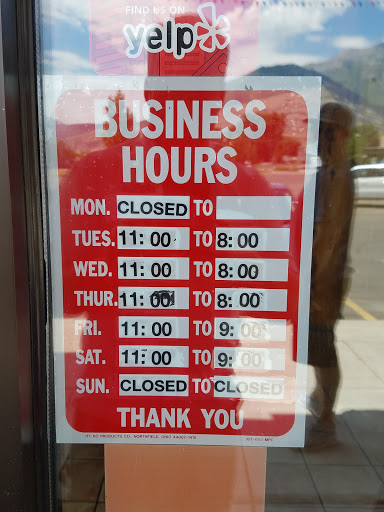 FIND US ON
yelp
BUSINESS
HOURS
MON. CLOSED TO
TUES. 11:00 TO 8:00
WED. 11:00 TO 8:00
THUR. 11:00 TO 8:00
FRI. 11:00 TO 9:00
SAT. 11:00 TO 9:00
SUN. CLOSED TO CLOSED
THANK YOU